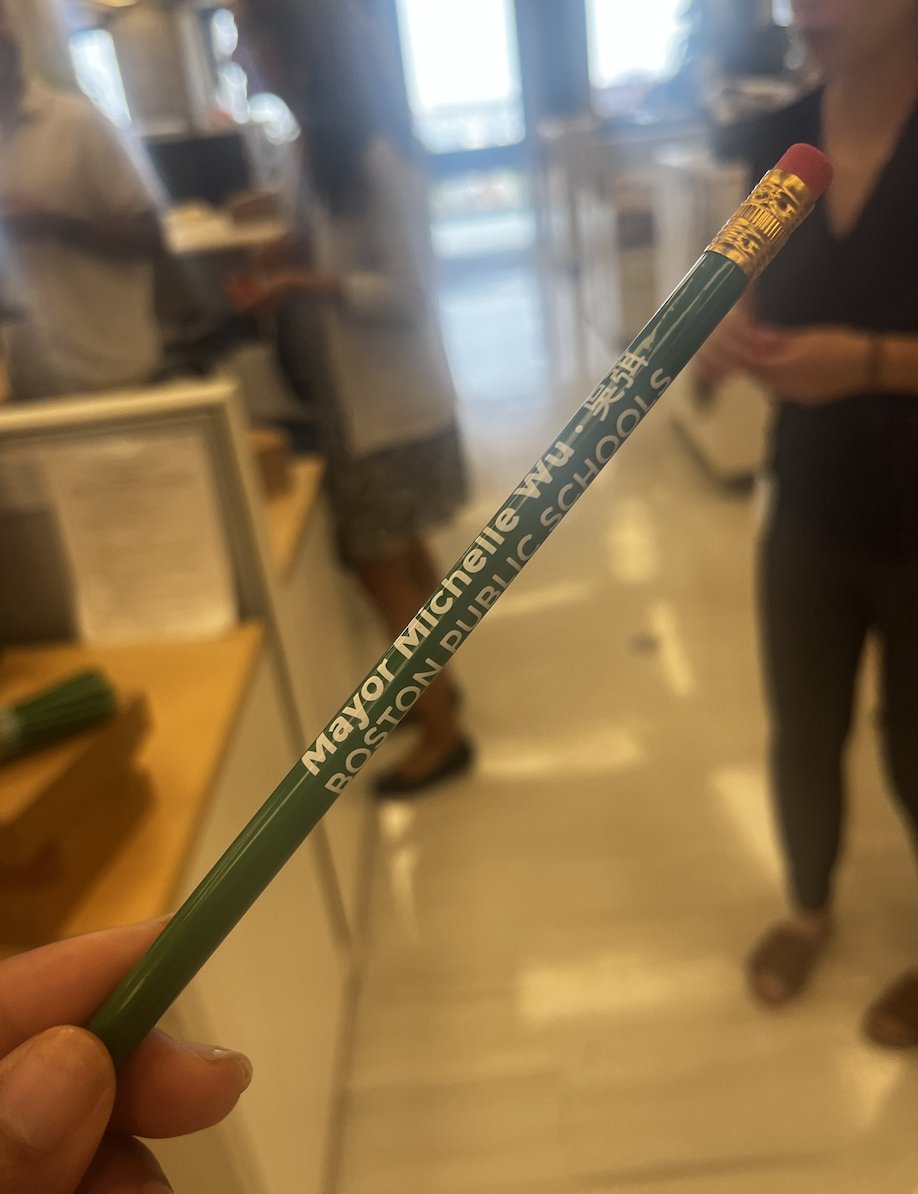 Mayor Michelle Wu · 吳弭
BOSTON PUBLIC SCHOOLS